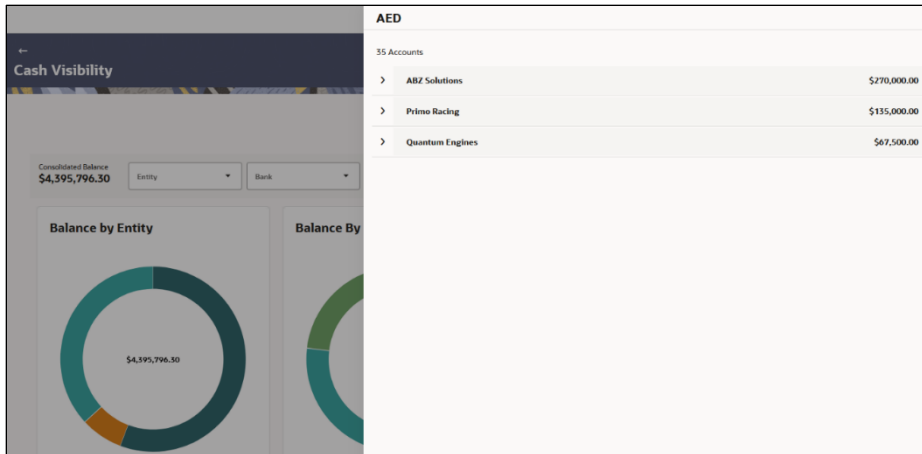 AED
35 Accounts
ABZ Solutions $270,000.00
Primo Racing $135,000.00
Quantum Engines $67,500.00
←
Cash Visibility
Consolidated Balance
$4,395,796.30
Entity
Bank
Balance by Entity
$4,395,796.30
Balance By